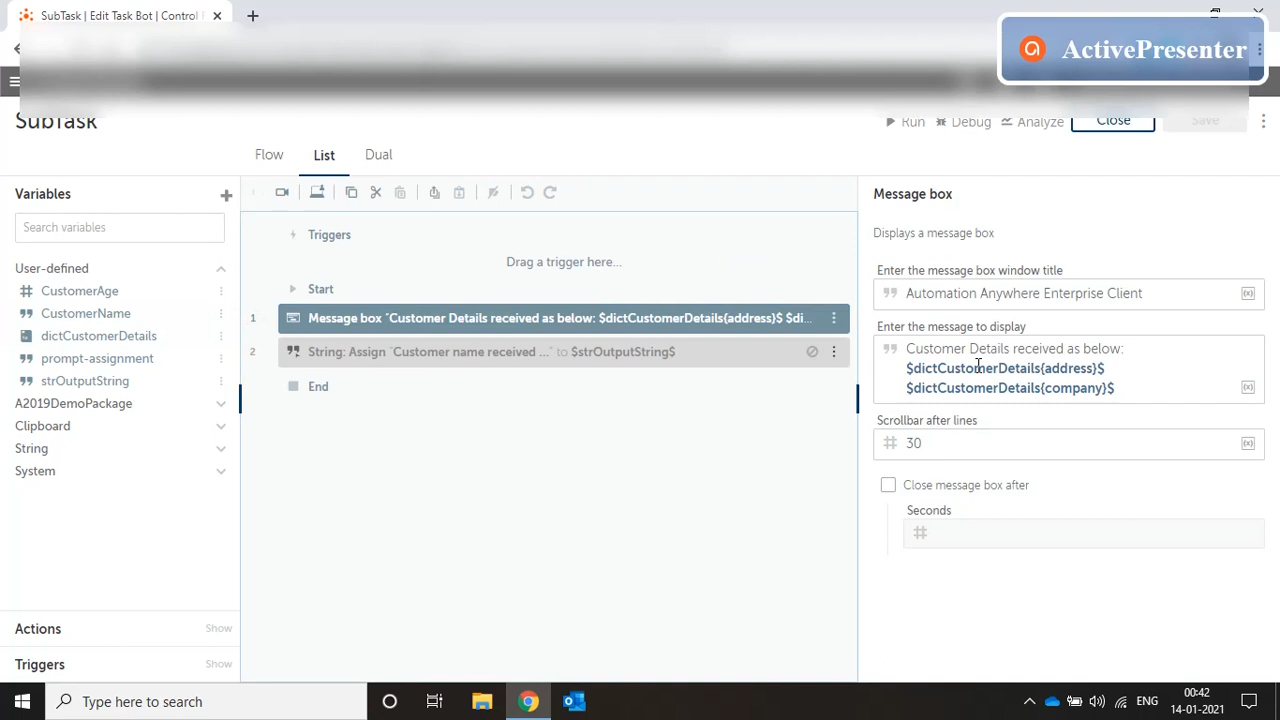 SubTask | Edit Task Bot | Control
ActivePresenter
SubTask
Run
Debug
Analyze
Close
Save
Flow
List
Dual
Variables
Search variables
User-defined
CustomerAge
CustomerName
dictCustomerDetails
prompt-assignment
strOutputString
A2019DemoPackage
Clipboard
String
System
Actions
Show
Triggers
Show
Triggers
Drag a trigger here...
Start
1
Message box "Customer Details received as below: $dictCustomerDetails{address}$ $di...
2
String: Assign "Customer name received ..." to $strOutputString$
End
Message box
Displays a message box
Enter the message box window title
Automation Anywhere Enterprise Client
(x)
Enter the message to display
Customer Details received as below:
$dictCustomerDetails{address}$
$dictCustomerDetails{company}$
(x)
Scrollbar after lines
30
(x)
Close message box after
Seconds
Type here to search
ENG
00:42
14-01-2021